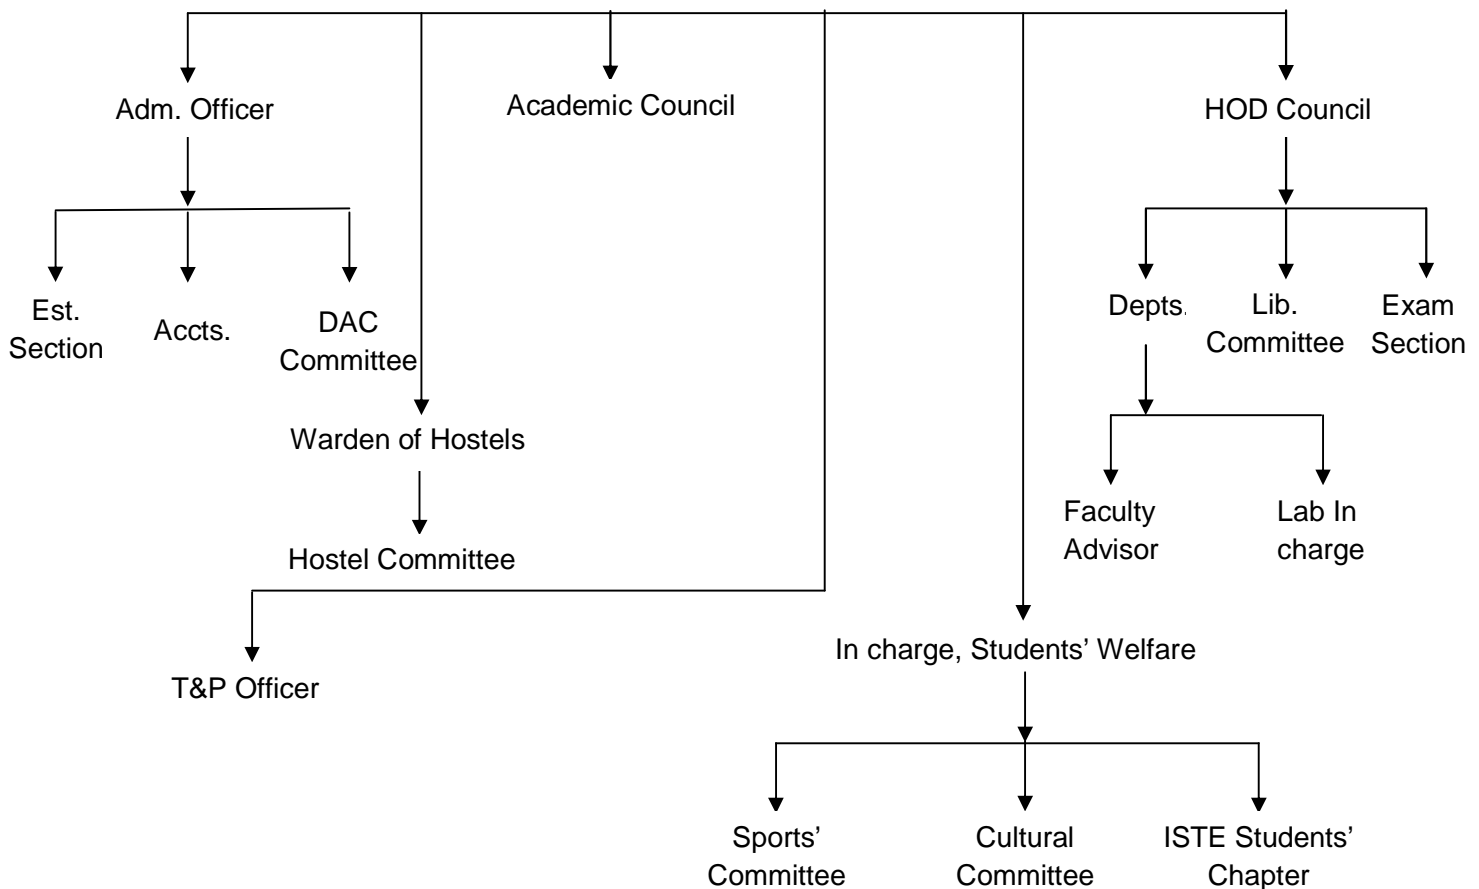 Adm. Officer
Academic Council
HOD Council
Est.
Section
Accts.
DAC
Committee
Depts.
Lib.
Committee
Exam
Section
Warden of Hostels
Hostel Committee
Faculty
Advisor
Lab In
charge
In charge, Students’ Welfare
T&P Officer
Sports’
Committee
Cultural
Committee
ISTE Students’
Chapter